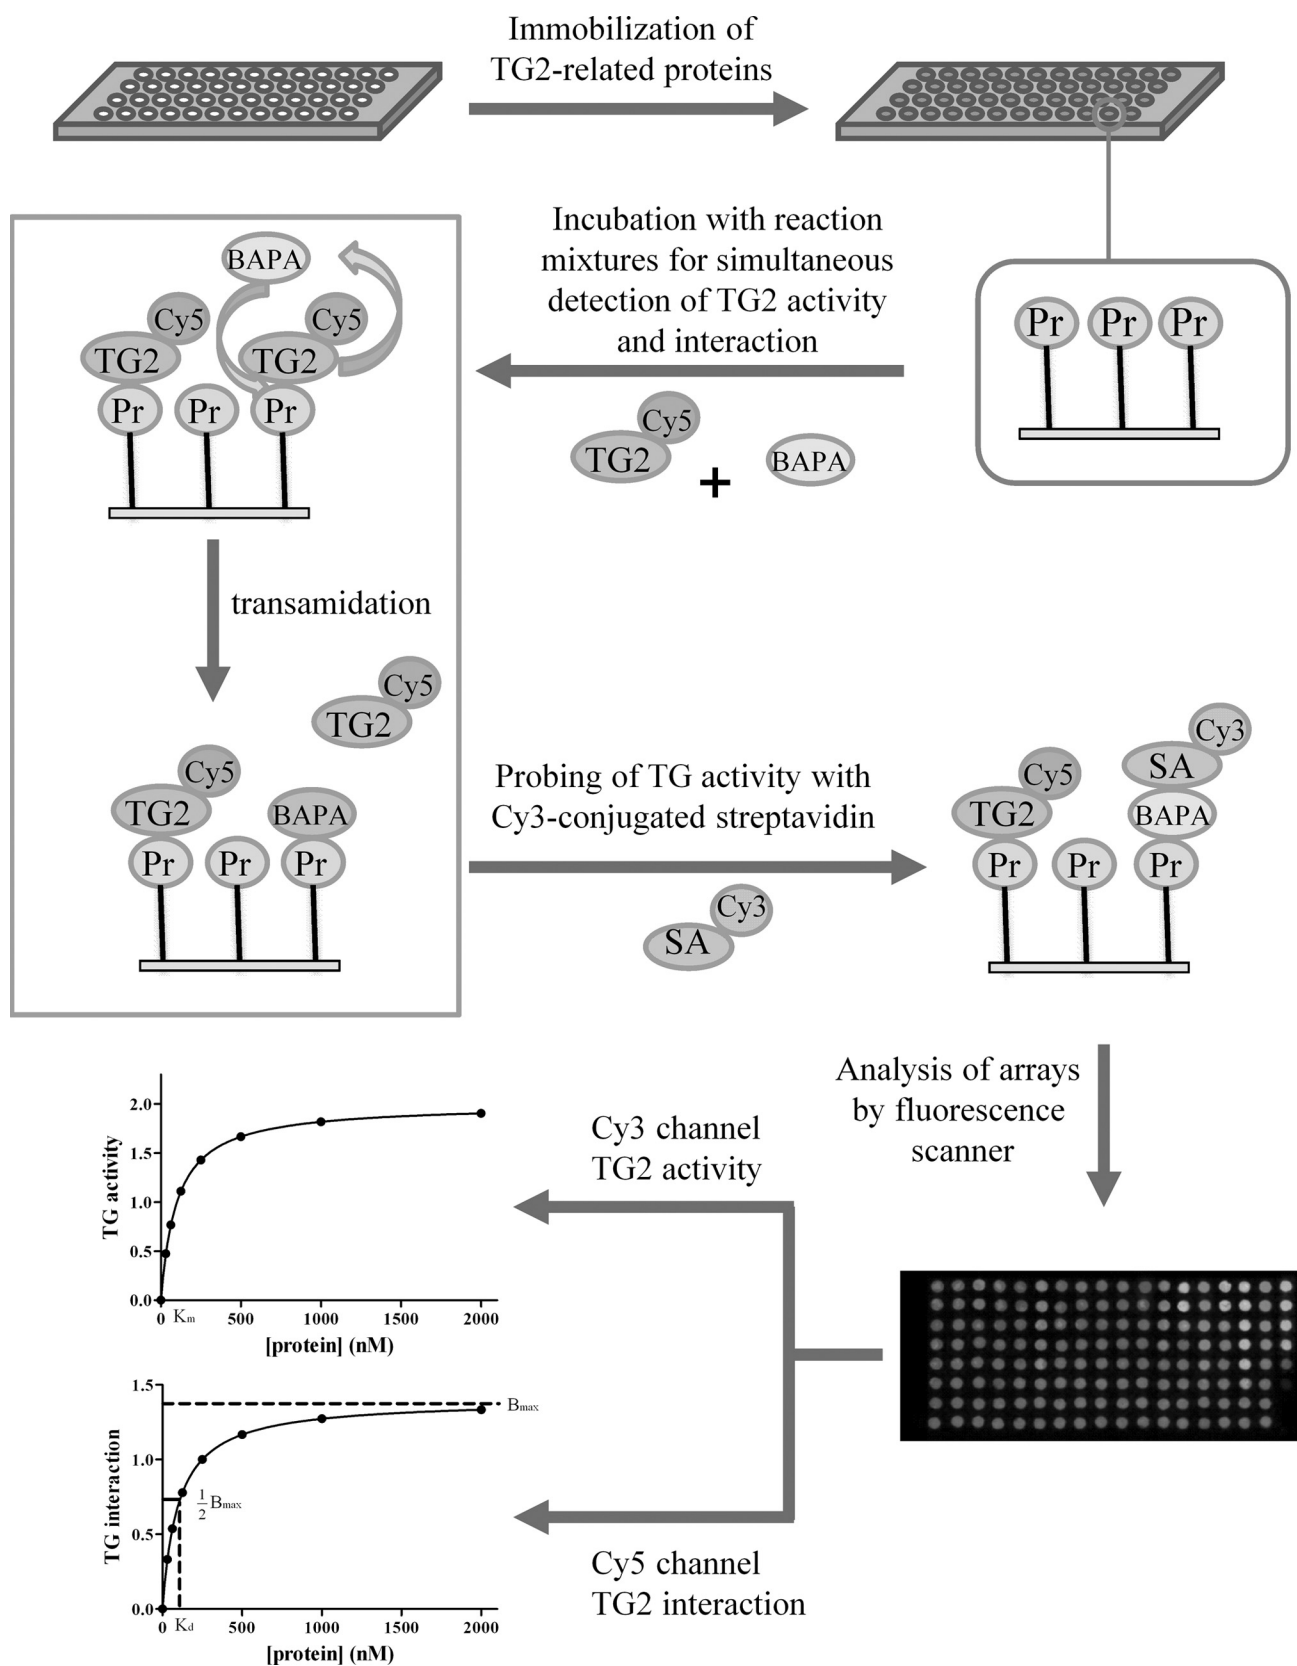 Immobilization of
TG2-related proteins
Incubation with reaction
mixtures for simultaneous
detection of TG2 activity
and interaction
Pr Pr Pr
Cy5
TG2
+
BAPA
BAPA
Cy5 Cy5
TG2 TG2
Pr Pr Pr
transamidation
Cy5
TG2
Cy5
TG2 BAPA
Pr Pr Pr
Probing of TG activity with
Cy3-conjugated streptavidin
Cy3
SA
Cy3
SA
Cy5
TG2 BAPA
Pr Pr Pr
Analysis of arrays
by fluorescence
scanner
Cy3 channel
TG2 activity
TG activity
2.0
1.5
1.0
0.5
0.0
0 Km 500 1000 1500 2000
[protein] (nM)
TG interaction
1.5
1.0
0.5
0.0
Bmax
1/2 Bmax
0 Kd 500 1000 1500 2000
[protein] (nM)
Cy5 channel
TG2 interaction